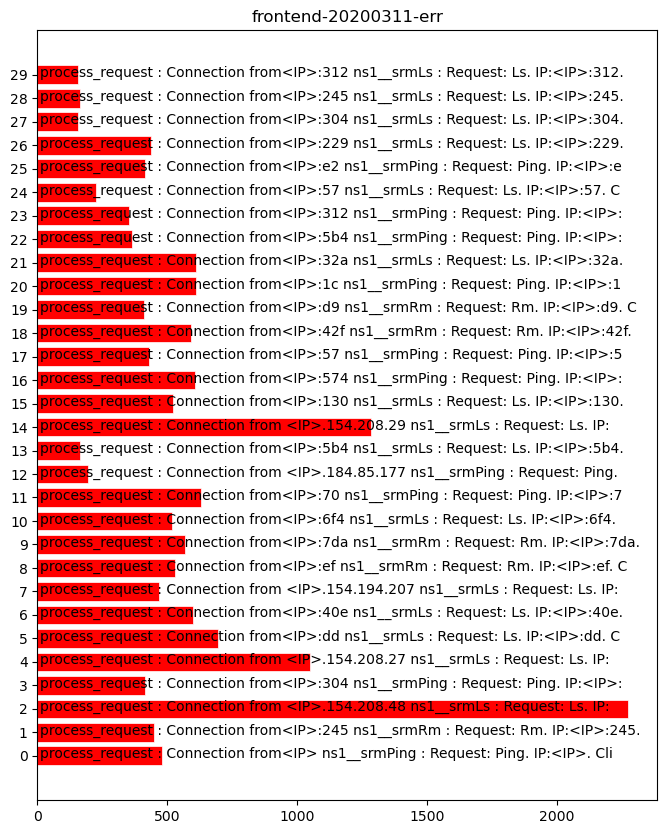 frontend-20200311-err
29 process_request : Connection from<IP>:312 ns1__srmLs : Request: Ls. IP:<IP>:312.
28 process_request : Connection from<IP>:245 ns1__srmLs : Request: Ls. IP:<IP>:245.
27 process_request : Connection from<IP>:304 ns1__srmLs : Request: Ls. IP:<IP>:304.
26 process_request : Connection from<IP>:229 ns1__srmLs : Request: Ls. IP:<IP>:229.
25 process_request : Connection from<IP>:e2 ns1__srmPing : Request: Ping. IP:<IP>:e
24 process_request : Connection from<IP>:57 ns1__srmLs : Request: Ls. IP:<IP>:57. C
23 process_request : Connection from<IP>:312 ns1__srmPing : Request: Ping. IP:<IP>:
22 process_request : Connection from<IP>:5b4 ns1__srmPing : Request: Ping. IP:<IP>:
21 process_request : Connection from<IP>:32a ns1__srmLs : Request: Ls. IP:<IP>:32a.
20 process_request : Connection from<IP>:1c ns1__srmPing : Request: Ping. IP:<IP>:1
19 process_request : Connection from<IP>:d9 ns1__srmRm : Request: Rm. IP:<IP>:d9. C
18 process_request : Connection from<IP>:42f ns1__srmRm : Request: Rm. IP:<IP>:42f.
17 process_request : Connection from<IP>:57 ns1__srmPing : Request: Ping. IP:<IP>:5
16 process_request : Connection from<IP>:574 ns1__srmPing : Request: Ping. IP:<IP>:
15 process_request : Connection from<IP>:130 ns1__srmLs : Request: Ls. IP:<IP>:130.
14 process_request : Connection from <IP>.154.208.29 ns1__srmLs : Request: Ls. IP:
13 process_request : Connection from<IP>:5b4 ns1__srmLs : Request: Ls. IP:<IP>:5b4.
12 process_request : Connection from <IP>.184.85.177 ns1__srmPing : Request: Ping.
11 process_request : Connection from<IP>:70 ns1__srmPing : Request: Ping. IP:<IP>:7
10 process_request : Connection from<IP>:6f4 ns1__srmLs : Request: Ls. IP:<IP>:6f4.
9 process_request : Connection from<IP>:7da ns1__srmRm : Request: Rm. IP:<IP>:7da.
8 process_request : Connection from<IP>:ef ns1__srmRm : Request: Rm. IP:<IP>:ef. C
7 process_request : Connection from <IP>.154.194.207 ns1__srmLs : Request: Ls. IP:
6 process_request : Connection from<IP>:40e ns1__srmLs : Request: Ls. IP:<IP>:40e.
5 process_request : Connection from<IP>:dd ns1__srmLs : Request: Ls. IP:<IP>:dd. C
4 process_request : Connection from <IP>.154.208.27 ns1__srmLs : Request: Ls. IP:
3 process_request : Connection from<IP>:304 ns1__srmPing : Request: Ping. IP:<IP>:
2 process_request : Connection from <IP>.154.208.48 ns1__srmLs : Request: Ls. IP:
1 process_request : Connection from<IP>:245 ns1__srmRm : Request: Rm. IP:<IP>:245.
0 process_request : Connection from<IP> ns1__srmPing : Request: Ping. IP:<IP>. Cli
0 500 1000 1500 2000